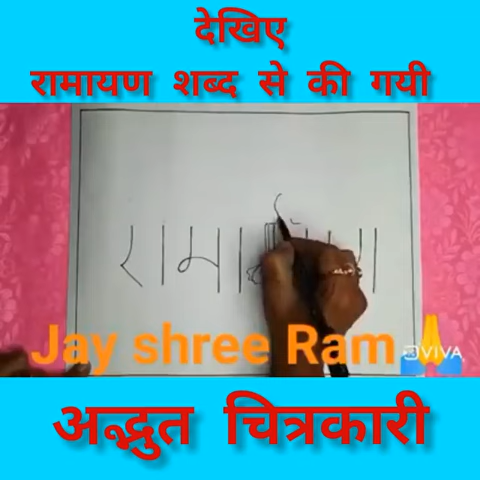 देखिए
रामायण शब्द से की गयी
Jay shree Ram
VIVA
अद्भुत चित्रकारी